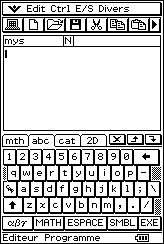 Edit Ctrl E/S Divers
mys N
mth abc cat 2D
1 2 3 4 5 6 7 8 9 0
q w e r t y u i o p -
a s d f g h j k l ; \
z x c v b n m , . /
αβγ MATH ESPACE SMBL EXE
Editeur Programme